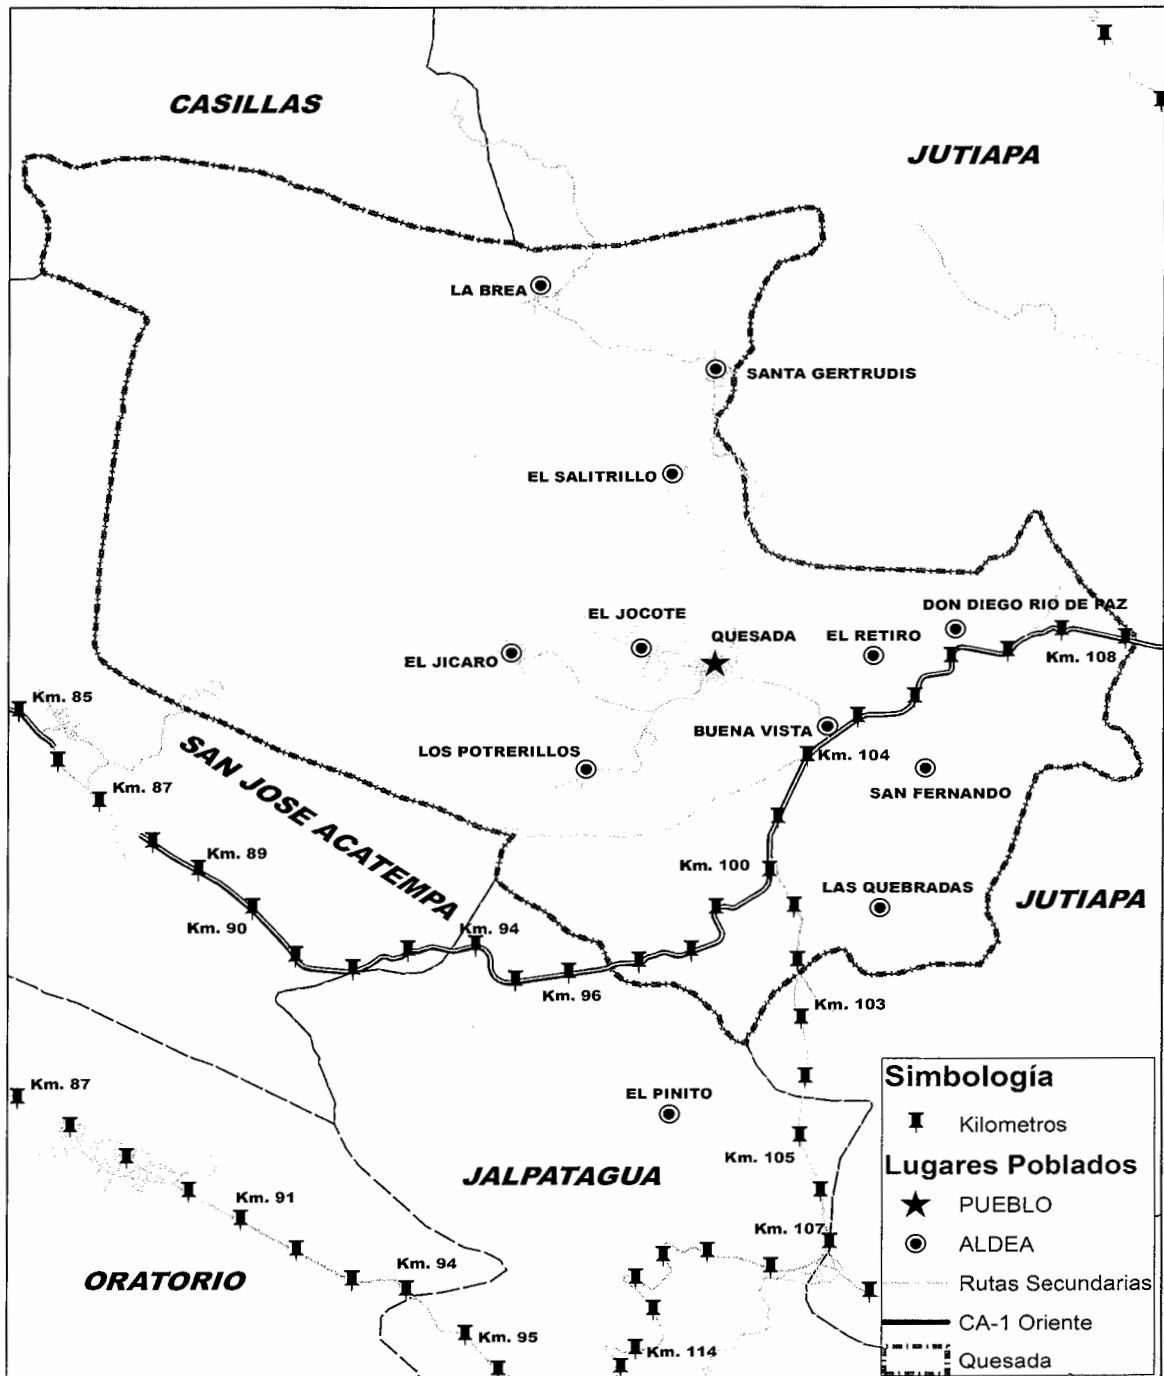 CASILLAS
JUTIAPA
LA BREA
SANTA GERTRUDIS
EL SALITRILLO
DON DIEGO RIO DE PAZ
EL JOCOTE
QUESADA
EL RETIRO
EL JICARO
Km. 108
Km. 85
BUENA VISTA
LOS POTRERILLOS
Km. 104
SAN FERNANDO
Km. 87
SAN JOSE ACATEMPA
Km. 89
Km. 100
LAS QUEBRADAS
JUTIAPA
Km. 90
Km. 94
Km. 96
Km. 103
Km. 87
EL PINITO
Km. 105
JALPATAGUA
Km. 91
Km. 107
ORATORIO
Km. 94
Km. 95
Km. 114
Simbología
Kilometros
Lugares Poblados
PUEBLO
ALDEA
Rutas Secundarias
CA-1 Oriente
Quesada